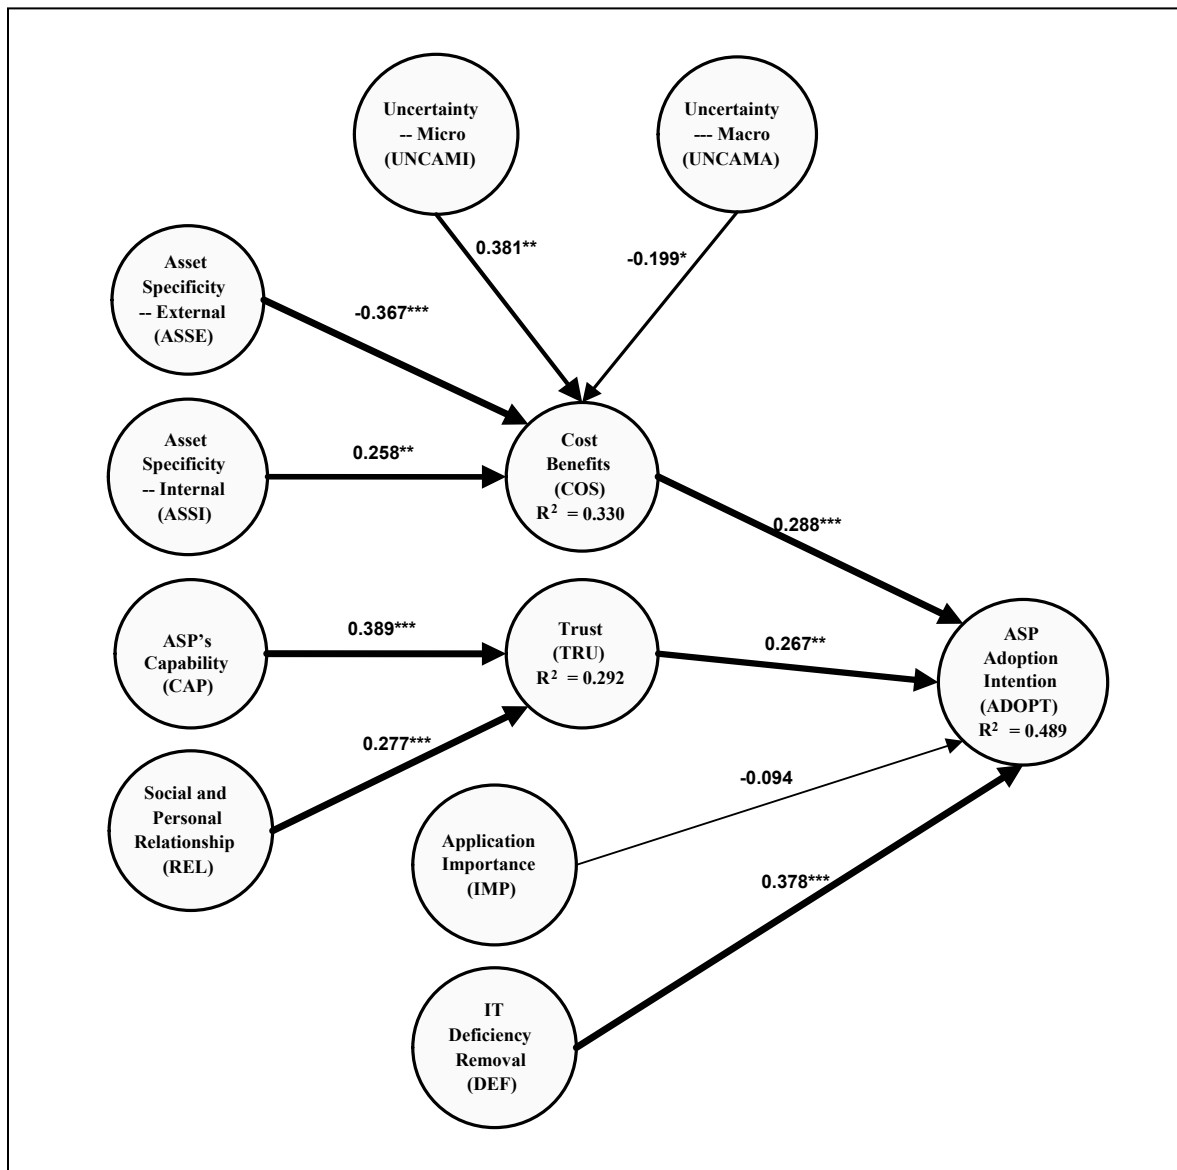 Uncertainty
-- Micro
(UNCAMI)
Uncertainty
--- Macro
(UNCAMA)
0.381**
-0.199*
Asset
Specificity
-- External
(ASSE)
-0.367***
Asset
Specificity
-- Internal
(ASSI)
0.258**
Cost
Benefits
(COS)
R² = 0.330
0.288***
ASP's
Capability
(CAP)
0.389***
Trust
(TRU)
R² = 0.292
0.267**
ASP
Adoption
Intention
(ADOPT)
R² = 0.489
Social and
Personal
Relationship
(REL)
0.277***
Application
Importance
(IMP)
-0.094
IT
Deficiency
Removal
(DEF)
0.378***